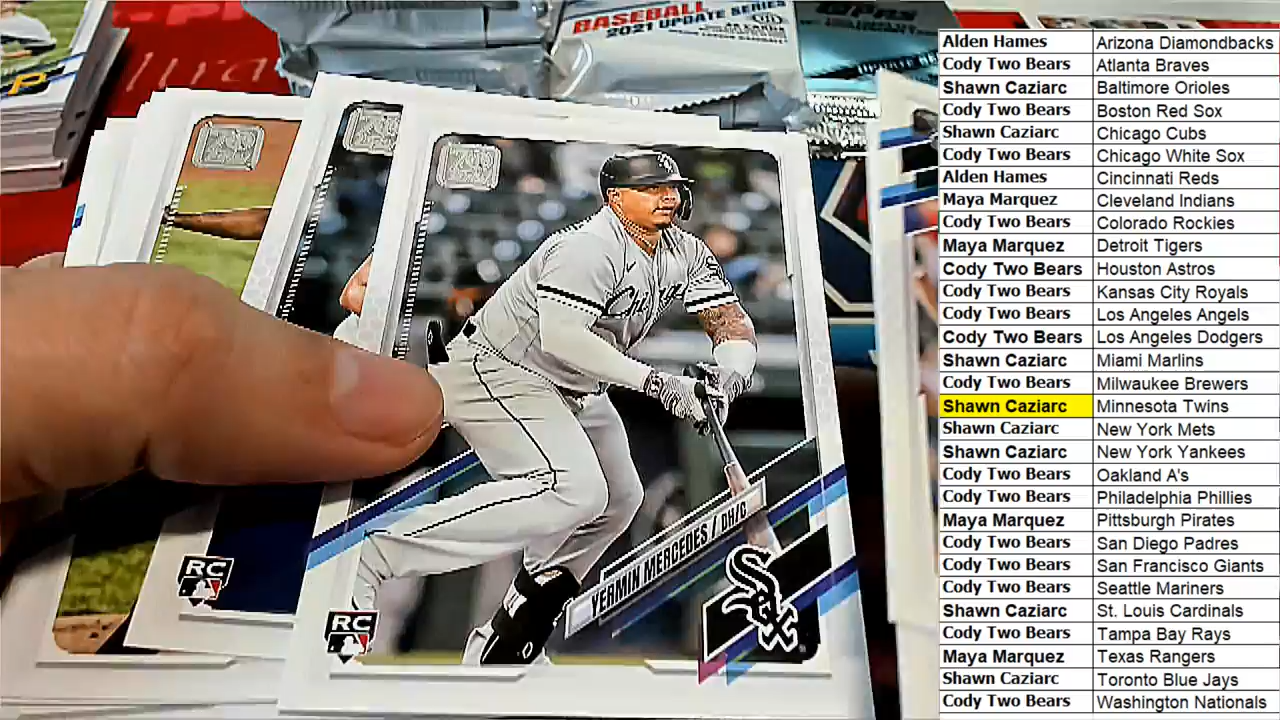 BASEBALL
2021 UPDATE SERIES
Chicago
YERMIN MERCEDES / DH/C
Sox
RC
RC
P
Alden Hames Arizona Diamondbacks
Cody Two Bears Atlanta Braves
Shawn Caziarc Baltimore Orioles
Cody Two Bears Boston Red Sox
Shawn Caziarc Chicago Cubs
Cody Two Bears Chicago White Sox
Alden Hames Cincinnati Reds
Maya Marquez Cleveland Indians
Cody Two Bears Colorado Rockies
Maya Marquez Detroit Tigers
Cody Two Bears Houston Astros
Cody Two Bears Kansas City Royals
Cody Two Bears Los Angeles Angels
Cody Two Bears Los Angeles Dodgers
Shawn Caziarc Miami Marlins
Cody Two Bears Milwaukee Brewers
Shawn Caziarc Minnesota Twins
Shawn Caziarc New York Mets
Shawn Caziarc New York Yankees
Cody Two Bears Oakland A's
Cody Two Bears Philadelphia Phillies
Maya Marquez Pittsburgh Pirates
Cody Two Bears San Diego Padres
Cody Two Bears San Francisco Giants
Cody Two Bears Seattle Mariners
Shawn Caziarc St. Louis Cardinals
Cody Two Bears Tampa Bay Rays
Maya Marquez Texas Rangers
Shawn Caziarc Toronto Blue Jays
Cody Two Bears Washington Nationals